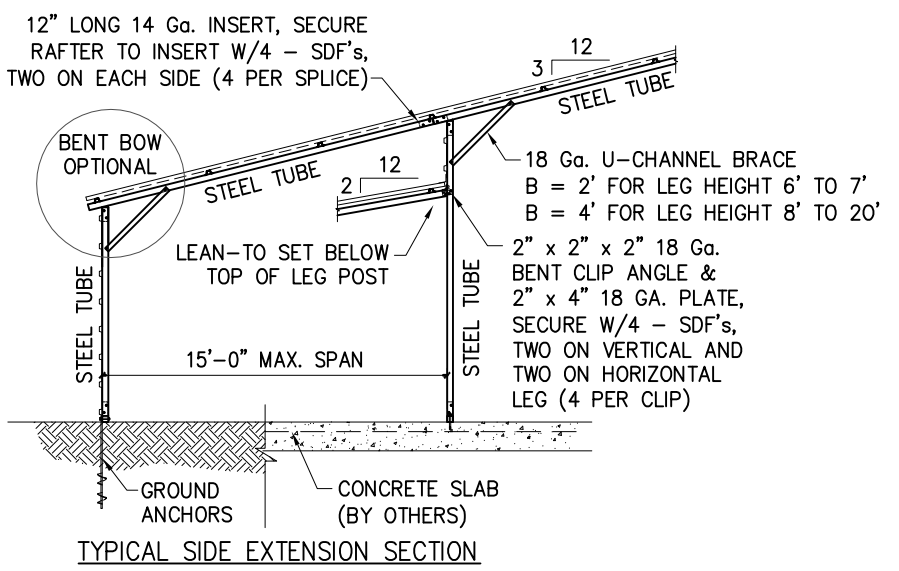 12" LONG 14 Ga. INSERT, SECURE
RAFTER TO INSERT W/4 – SDF's,
TWO ON EACH SIDE (4 PER SPLICE)
12
3
STEEL TUBE
BENT BOW
OPTIONAL
STEEL TUBE
12
2
18 Ga. U–CHANNEL BRACE
B = 2' FOR LEG HEIGHT 6' TO 7'
B = 4' FOR LEG HEIGHT 8' TO 20'
LEAN–TO SET BELOW
TOP OF LEG POST
2" x 2" x 2" 18 Ga.
BENT CLIP ANGLE &
2" x 4" 18 GA. PLATE,
SECURE W/4 – SDF's,
TWO ON VERTICAL AND
TWO ON HORIZONTAL
LEG (4 PER CLIP)
STEEL TUBE
STEEL TUBE
15'–0" MAX. SPAN
GROUND
ANCHORS
CONCRETE SLAB
(BY OTHERS)
TYPICAL SIDE EXTENSION SECTION